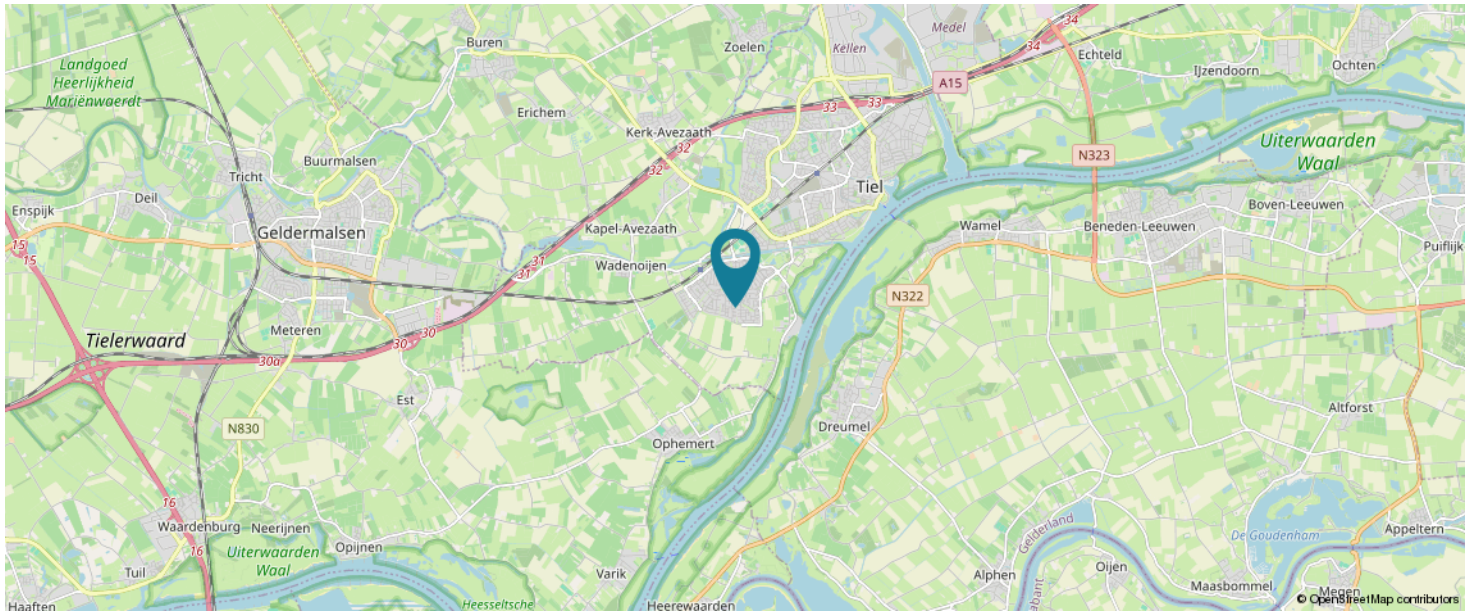 Landgoed
Heerlijkheid
Mariënwaerdt
Buren
Zoelen
Kellen
Medel
34
34
Echteld
IJzendoorn
Ochten
A15
Erichem
Kerk-Avezaath
33
33
32
32
N323
Uiterwaarden
Waal
Buurmalsen
Tricht
Deil
Enspijk
Tiel
Geldermalsen
Kapel-Avezaath
Wamel
Beneden-Leeuwen
Boven-Leeuwen
Puiflijk
15
15
31
31
Wadenoijen
N322
Meteren
Tielerwaard
30
30
30a
Est
N830
Ophemert
Dreumel
Altforst
16
16
Waardenburg
Neerijnen
Opijnen
Uiterwaarden
Waal
Tuil
Haaften
Varik
Heesseltsche
Heerewaarden
Gelderland
Alphen
Oijen
De Goudenham
Appeltern
Maasbommel
Megen
© OpenStreetMap contributors